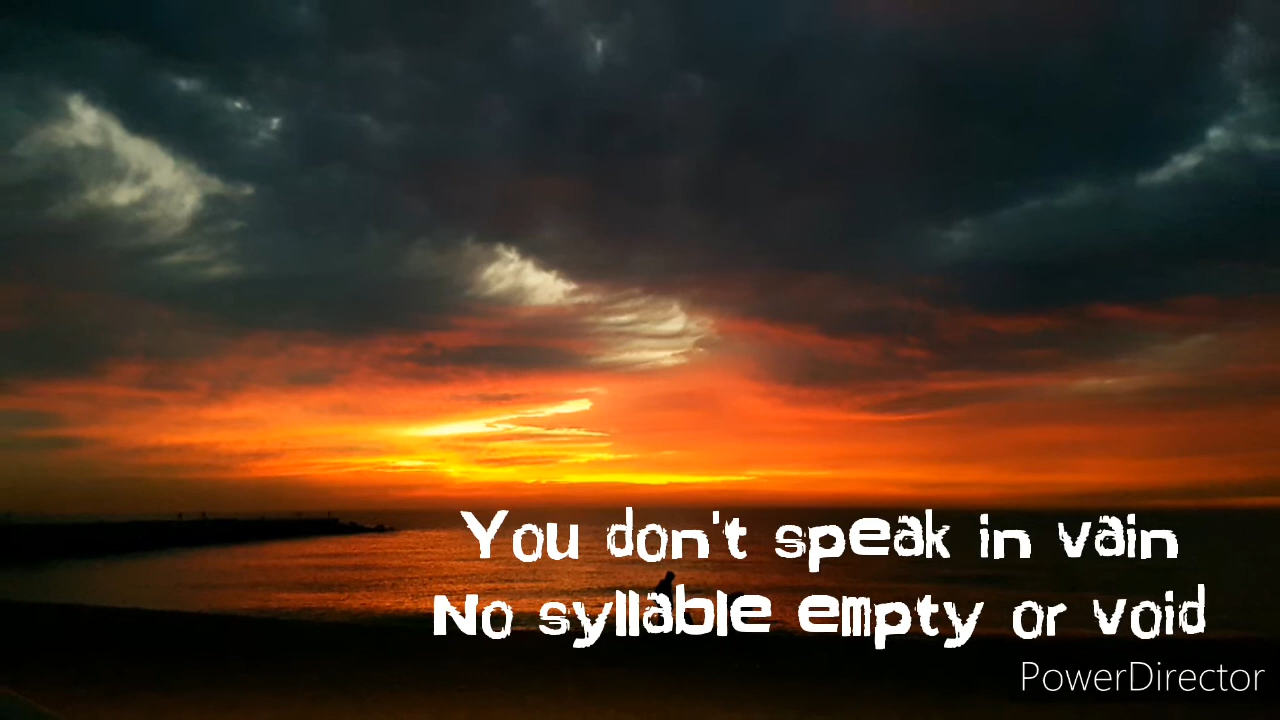 You don't speak in vain
No syllable empty or void
PowerDirector